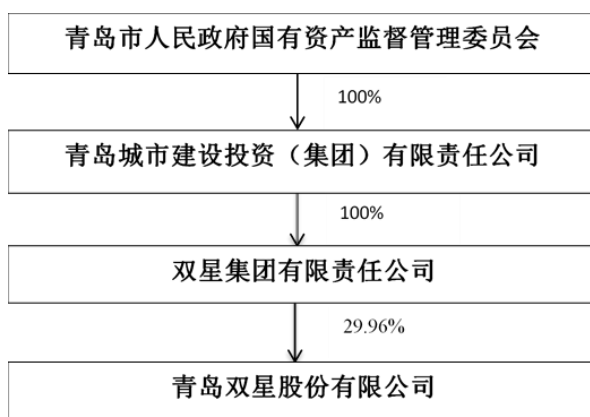 青岛市人民政府国有资产监督管理委员会
100%
青岛城市建设投资（集团）有限责任公司
100%
双星集团有限责任公司
29.96%
青岛双星股份有限公司